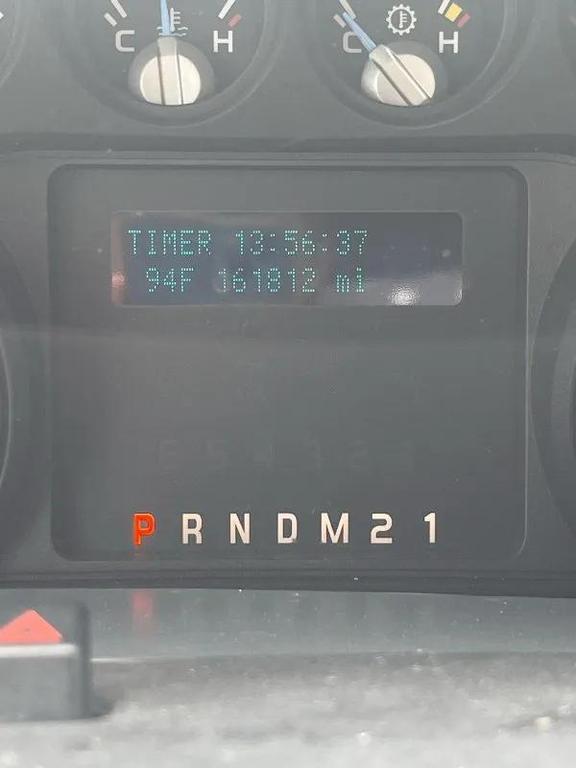 C H C H
TIMER 13:56:37
94F 161812 mi
P R N D M 2 1